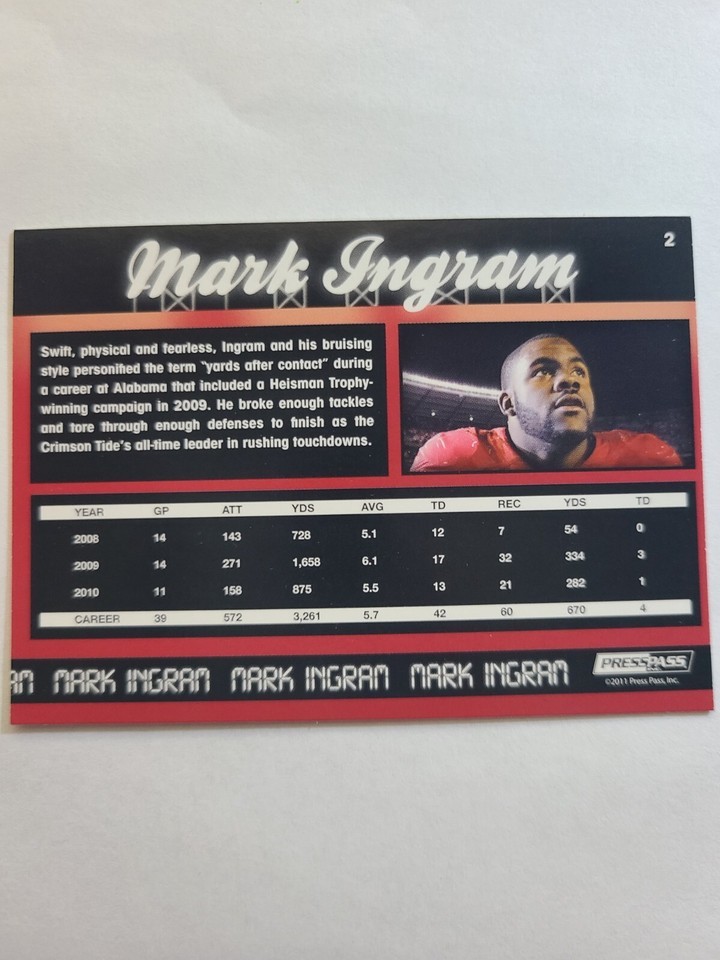 Mark Ingram
2
Swift, physical and fearless, Ingram and his bruising
style personified the term "yards after contact" during
a career at Alabama that included a Heisman Trophy-
winning campaign in 2009. He broke enough tackles
and tore through enough defenses to finish as the
Crimson Tide's all-time leader in rushing touchdowns.
YEAR GP ATT YDS AVG TD REC YDS TD
2008 14 143 728 5.1 12 7 54 0
2009 14 271 1,658 6.1 17 32 334 3
2010 11 158 875 5.5 13 21 282 1
CAREER 39 572 3,261 5.7 42 60 670 4
AM MARK INGRAM MARK INGRAM MARK INGRAM
PRESS PASS
©2011 Press Pass, Inc.